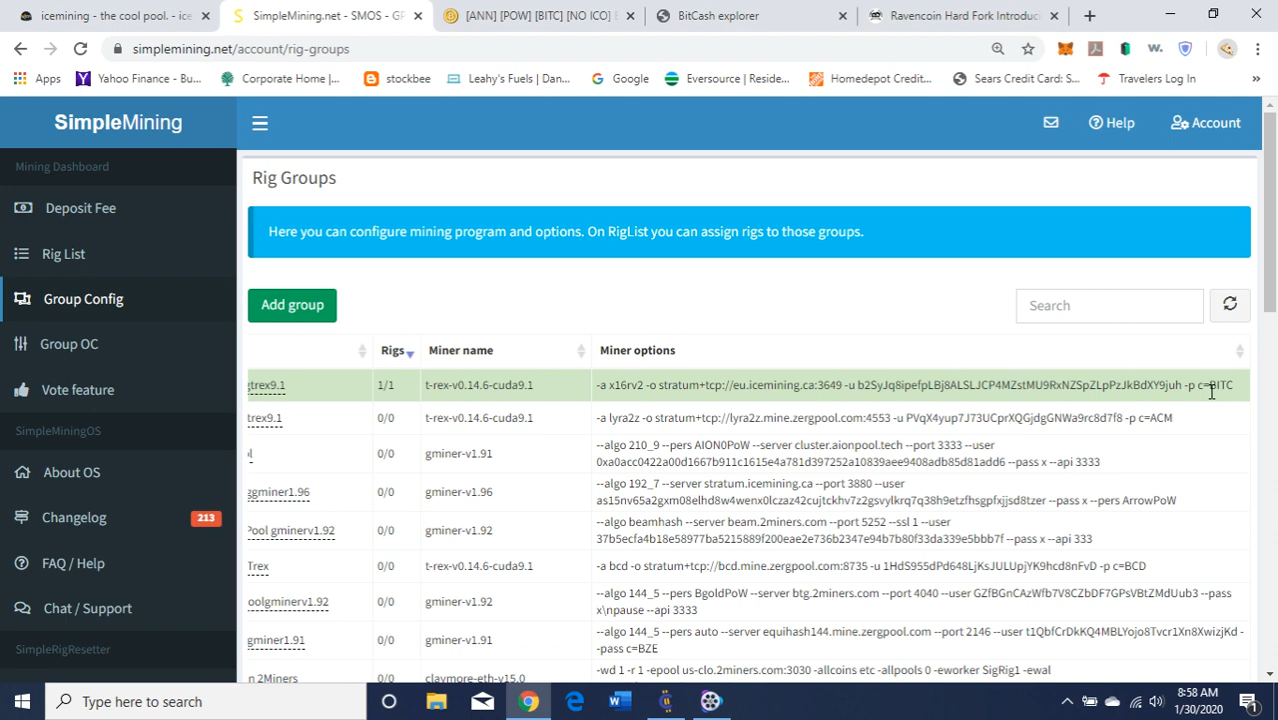 icemining - the cool pool. - ice
SimpleMining.net - SMOS - GP
[ANN] [POW] [BITC] [NO ICO] B
BitCash explorer
Ravencoin Hard Fork Introduci
simplemining.net/account/rig-groups
Apps
Yahoo Finance - Bu...
Corporate Home |...
stockbee
Leahy's Fuels | Dan...
Google
Eversource | Reside...
Homedepot Credit...
Sears Credit Card: S...
Travelers Log In
SimpleMining
Help
Account
Mining Dashboard
Deposit Fee
Rig List
Group Config
Group OC
Vote feature
SimpleMiningOS
About OS
Changelog
213
FAQ / Help
Chat / Support
SimpleRigResetter
Rig Groups
Here you can configure mining program and options. On RigList you can assign rigs to those groups.
Add group
Search
Rigs
Miner name
Miner options
gtrex9.1
1/1
t-rex-v0.14.6-cuda9.1
-a x16rv2 -o stratum+tcp://eu.icemining.ca:3649 -u b2SyJq8ipefpLBj8ALSLJCP4MZstMU9RxNZSpZLpPzJkBdXY9juh -p c=BITC
trex9.1
0/0
t-rex-v0.14.6-cuda9.1
-a lyra2z -o stratum+tcp://lyra2z.mine.zergpool.com:4553 -u PVqX4yup7J73UCprXQGjdgGNWa9rc8d7f8 -p c=ACM
ol
0/0
gminer-v1.91
--algo 210_9 --pers AION0PoW --server cluster.aionpool.tech --port 3333 --user
0xa0acc0422a00d1667b911c1615e4a781d397252a10839aee9408adb85d81add6 --pass x --api 3333
ggminer1.96
0/0
gminer-v1.96
--algo 192_7 --server stratum.icemining.ca --port 3880 --user
as15nv65a2gxm08elhd8w4wenx0lczaz42cujtckhv7z2gsvylkrq7q38h9etzfhsgpfxjjsd8tzer --pass x --pers ArrowPoW
Pool gminerv1.92
0/0
gminer-v1.92
--algo beamhash --server beam.2miners.com --port 5252 --ssl 1 --user
37b5ecfa4b18e58977ba5215889f200eae2e736b2347e94b7b80f33da339e5bbb7f --pass x --api 333
Trex
0/0
t-rex-v0.14.6-cuda9.1
-a bcd -o stratum+tcp://bcd.mine.zergpool.com:8735 -u 1HdS955dPd648LjKsJULUpjYK9hcd8nFvD -p c=BCD
oolgminerv1.92
0/0
gminer-v1.92
--algo 144_5 --pers BgoldPoW --server btg.2miners.com --port 4040 --user GZfBGnCAzWfb7V8CZbDF7GPsVBtZMdUub3 --pass
x\npause --api 3333
gminer1.91
0/0
gminer-v1.91
--algo 144_5 --pers auto --server equihash144.mine.zergpool.com --port 2146 --user t1QbfCrDkKQ4MBLYojo8Tvcr1Xn8XwizjKd -
-pass c=BZE
n 2Miners
0/0
claymore-eth-v15.0
-wd 1 -r 1 -epool us-clo.2miners.com:3030 -allcoins etc -allpools 0 -eworker SigRig1 -ewal
Type here to search
8:58 AM
1/30/2020
1